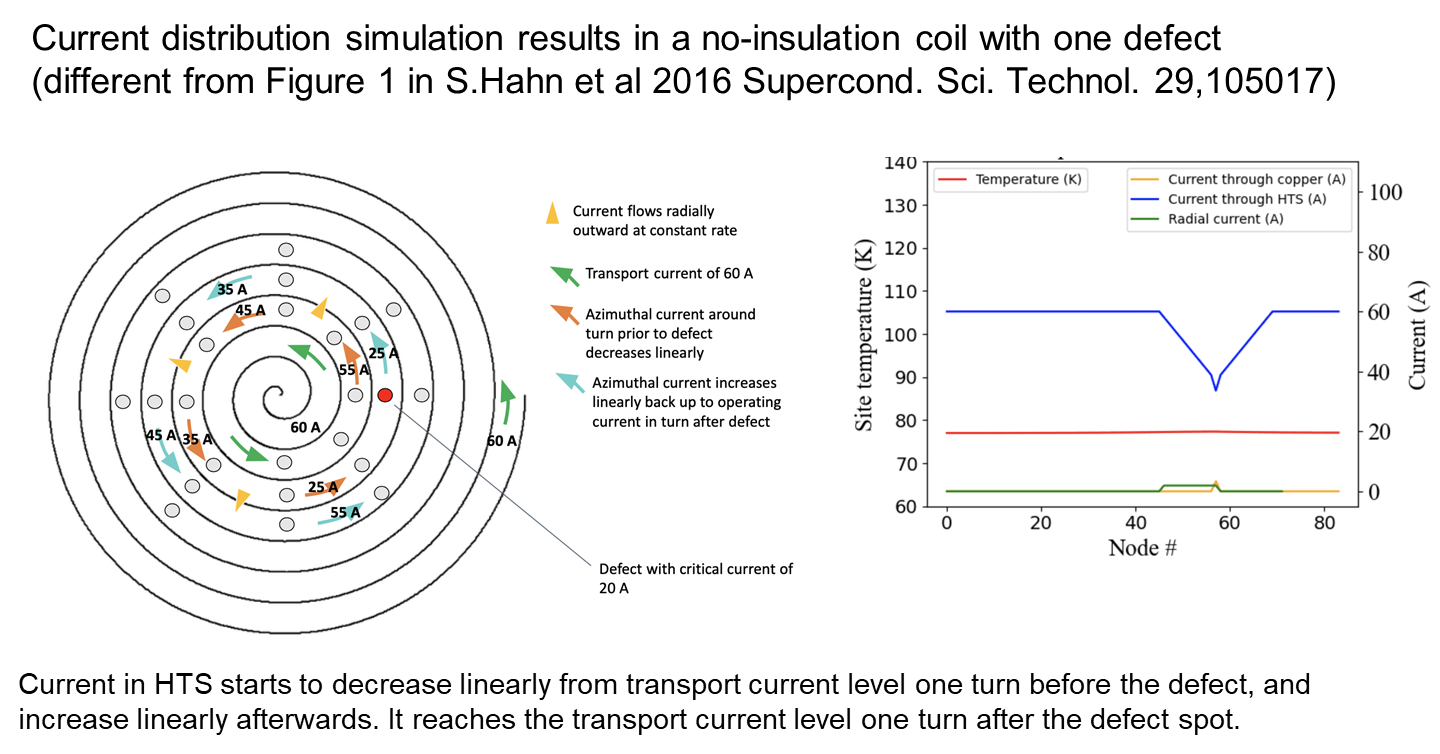 Current distribution simulation results in a no-insulation coil with one defect
(different from Figure 1 in S.Hahn et al 2016 Supercond. Sci. Technol. 29,105017)
Current flows radially
outward at constant rate
Transport current of 60 A
Azimuthal current around
turn prior to defect
decreases linearly
Azimuthal current increases
linearly back up to operating
current in turn after defect
Defect with critical current of
20 A
35 A
45 A
25 A
55 A
60 A
60 A
45 A
35 A
25 A
55 A
Temperature (K)
Current through copper (A)
Current through HTS (A)
Radial current (A)
Site temperature (K)
140
130
120
110
100
90
80
70
60
0
20
40
60
80
Node #
100
80
60
40
20
0
Current (A)
Current in HTS starts to decrease linearly from transport current level one turn before the defect, and
increase linearly afterwards. It reaches the transport current level one turn after the defect spot.